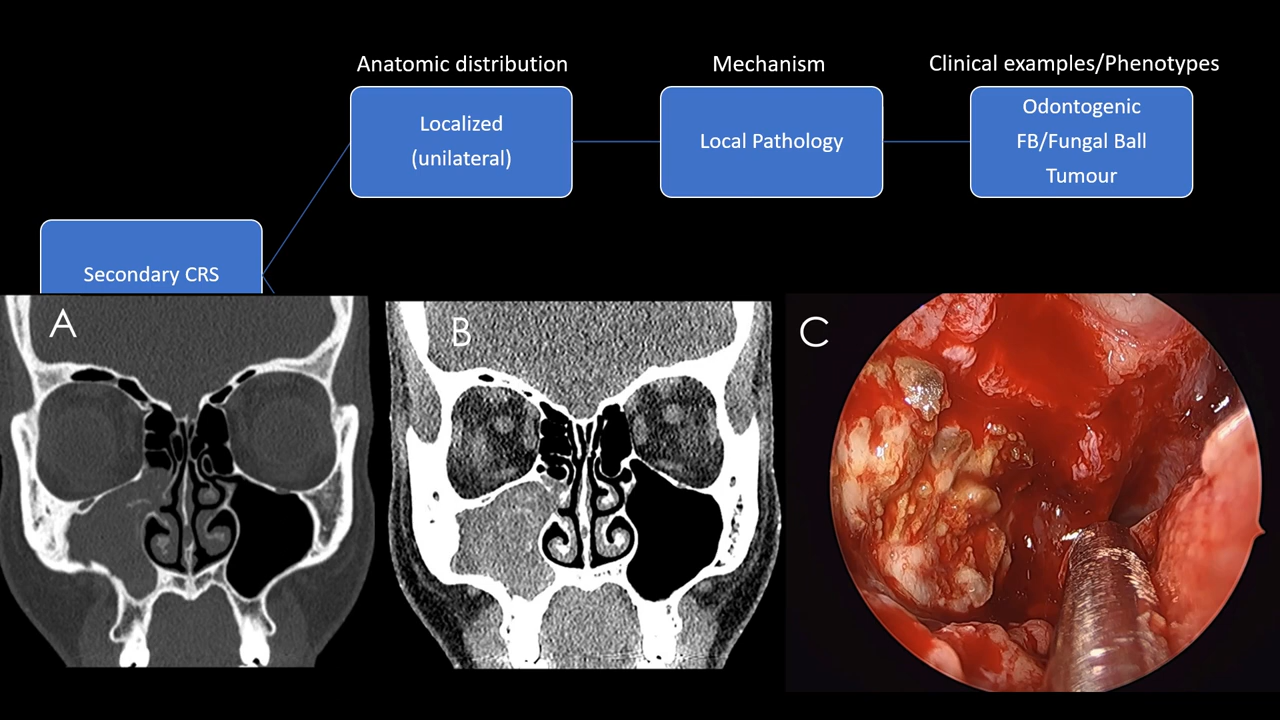 Anatomic distribution
Mechanism
Clinical examples/Phenotypes
Localized
(unilateral)
Local Pathology
Odontogenic
FB/Fungal Ball
Tumour
Secondary CRS
A
B
C